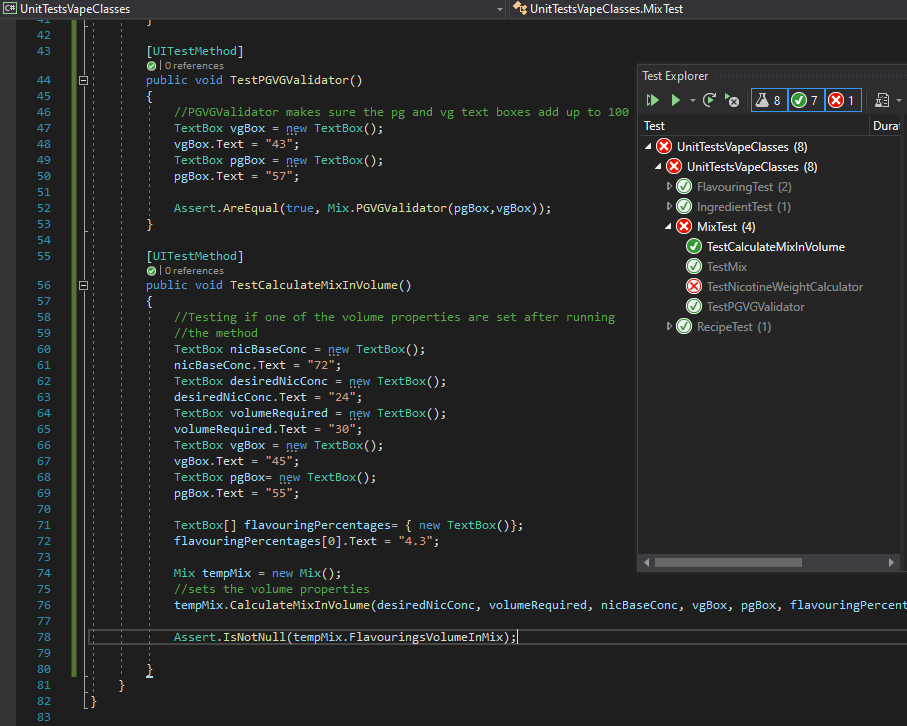 C# UnitTestsVapeClasses
UnitTestsVapeClasses.MixTest
41 }
42
43 [UITestMethod]
0 references
44 public void TestPGVGValidator()
45 {
46 //PGVGValidator makes sure the pg and vg text boxes add up to 100
47 TextBox vgBox = new TextBox();
48 vgBox.Text = "43";
49 TextBox pgBox = new TextBox();
50 pgBox.Text = "57";
51
52 Assert.AreEqual(true, Mix.PGVGValidator(pgBox,vgBox));
53 }
54
55 [UITestMethod]
0 references
56 public void TestCalculateMixInVolume()
57 {
58 //Testing if one of the volume properties are set after running
59 //the method
60 TextBox nicBaseConc = new TextBox();
61 nicBaseConc.Text = "72";
62 TextBox desiredNicConc = new TextBox();
63 desiredNicConc.Text = "24";
64 TextBox volumeRequired = new TextBox();
65 volumeRequired.Text = "30";
66 TextBox vgBox = new TextBox();
67 vgBox.Text = "45";
68 TextBox pgBox= new TextBox();
69 pgBox.Text = "55";
70
71 TextBox[] flavouringPercentages= { new TextBox()};
72 flavouringPercentages[0].Text = "4.3";
73
74 Mix tempMix = new Mix();
75 //sets the volume properties
76 tempMix.CalculateMixInVolume(desiredNicConc, volumeRequired, nicBaseConc, vgBox, pgBox, flavouringPercent
77
78 Assert.IsNotNull(tempMix.FlavouringsVolumeInMix);
79
80 }
81 }
82 }
83
Test Explorer
8 7 1
Test Durat
UnitTestsVapeClasses (8)
UnitTestsVapeClasses (8)
FlavouringTest (2)
IngredientTest (1)
MixTest (4)
TestCalculateMixInVolume
TestMix
TestNicotineWeightCalculator
TestPGVGValidator
RecipeTest (1)